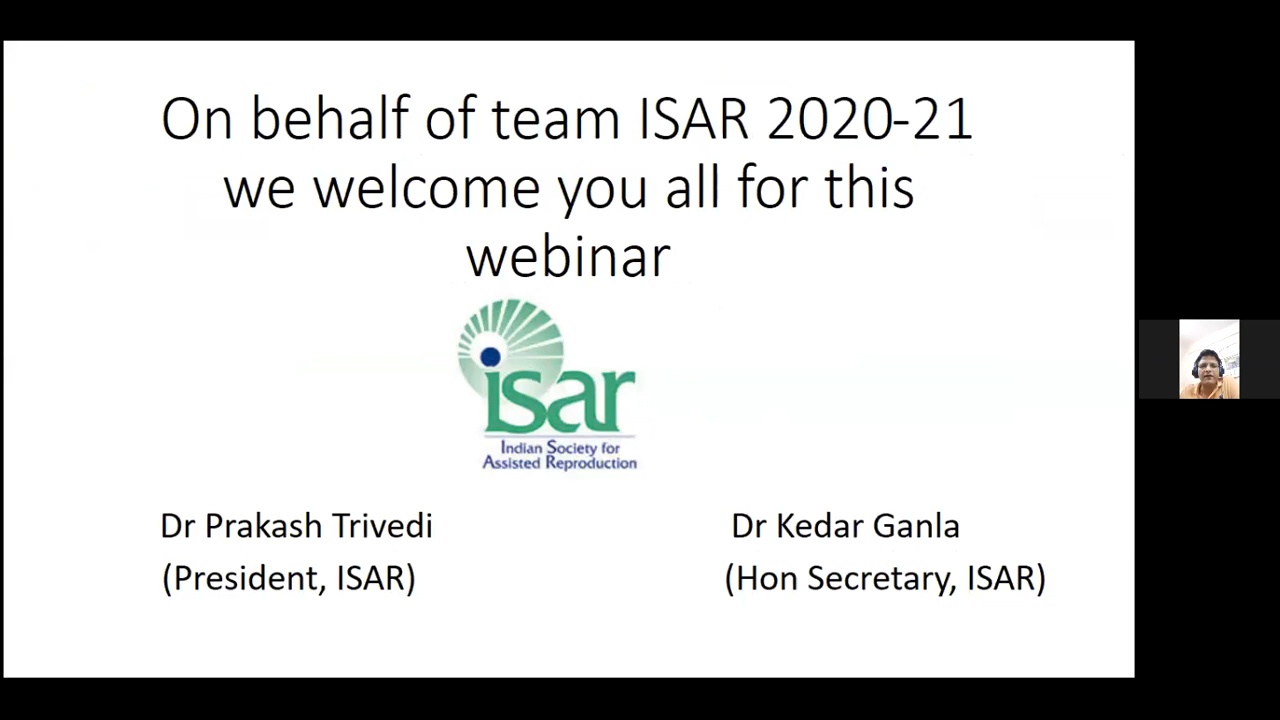 On behalf of team ISAR 2020-21
we welcome you all for this
webinar
isar
Indian Society for
Assisted Reproduction
Dr Prakash Trivedi
(President, ISAR)
Dr Kedar Ganla
(Hon Secretary, ISAR)